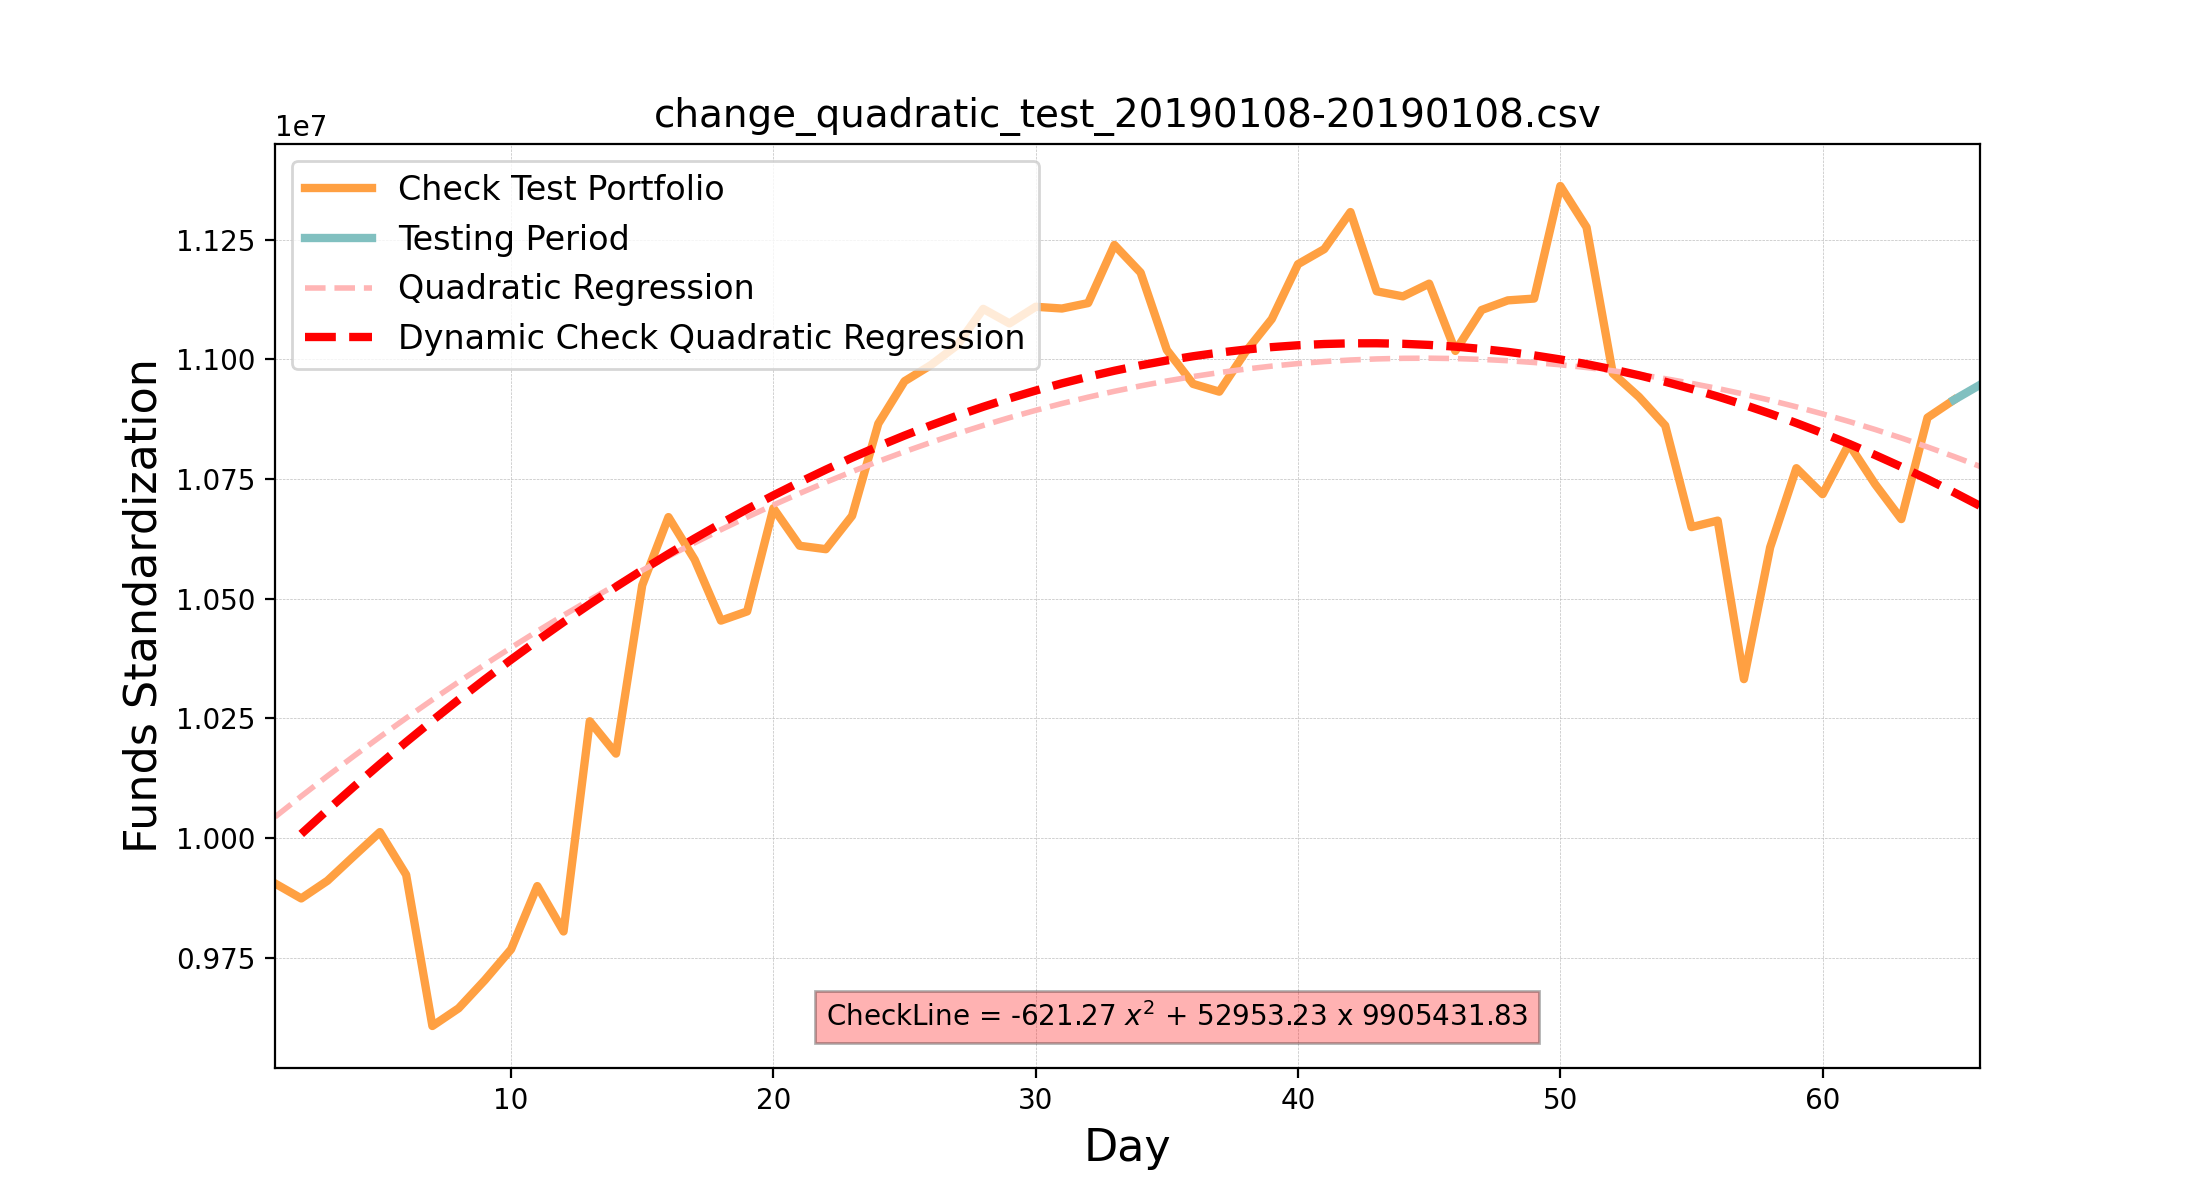 change_quadratic_test_20190108-20190108.csv
1e7
Check Test Portfolio
Testing Period
Quadratic Regression
Dynamic Check Quadratic Regression
1.125
1.100
1.075
1.050
1.025
1.000
0.975
Funds Standardization
CheckLine = -621.27 x² + 52953.23 x 9905431.83
10 20 30 40 50 60
Day